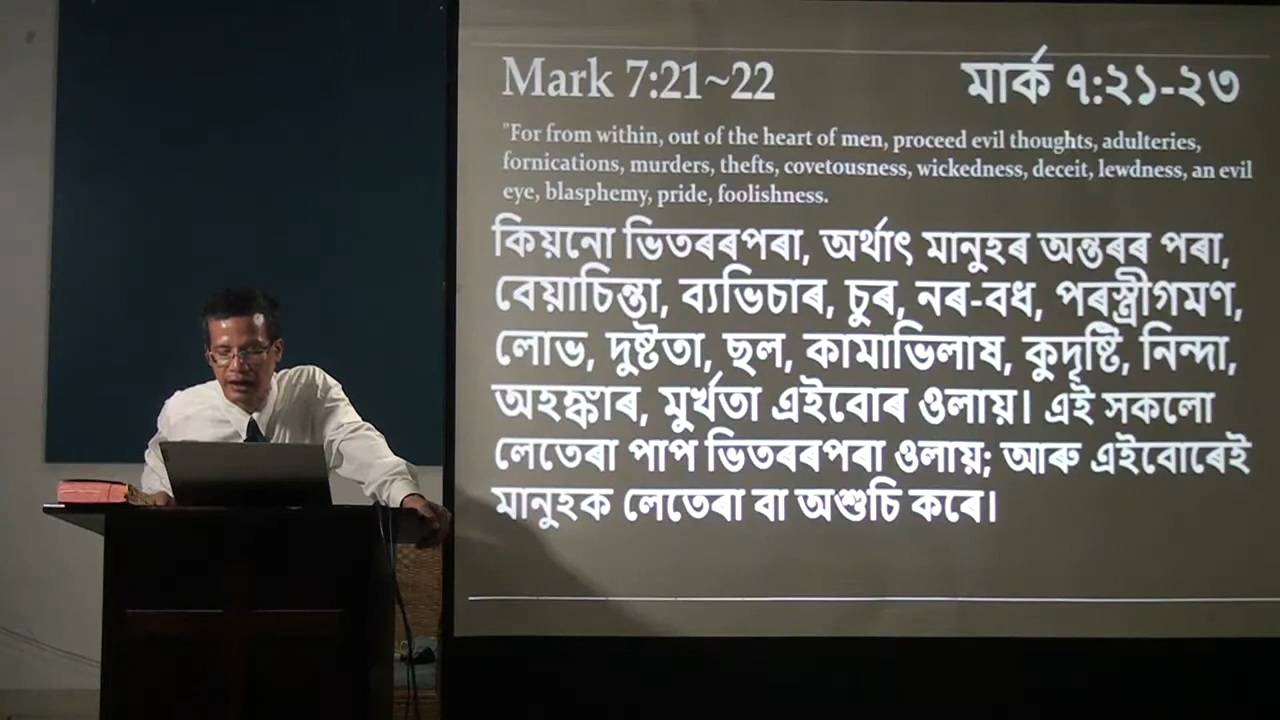 Mark 7:21~22
মাৰ্ক ৭:২১-২৩
"For from within, out of the heart of men, proceed evil thoughts, adulteries,
fornications, murders, thefts, covetousness, wickedness, deceit, lewdness, an evil
eye, blasphemy, pride, foolishness.
কিয়নো ভিতৰৰপৰা, অৰ্থাৎ মানুহৰ অন্তৰৰ পৰা,
বেয়াচিন্তা, ব্যভিচাৰ, চুৰ, নৰ-বধ, পৰস্ত্ৰীগমণ,
লোভ, দুষ্টতা, ছল, কামাভিলাষ, কুদৃষ্টি, নিন্দা,
অহঙ্কাৰ, মুৰ্খতা এইবোৰ ওলায়। এই সকলো
লেতেৰা পাপ ভিতৰৰপৰা ওলায়; আৰু এইবোৰেই
মানুহক লেতেৰা বা অশুচি কৰে।